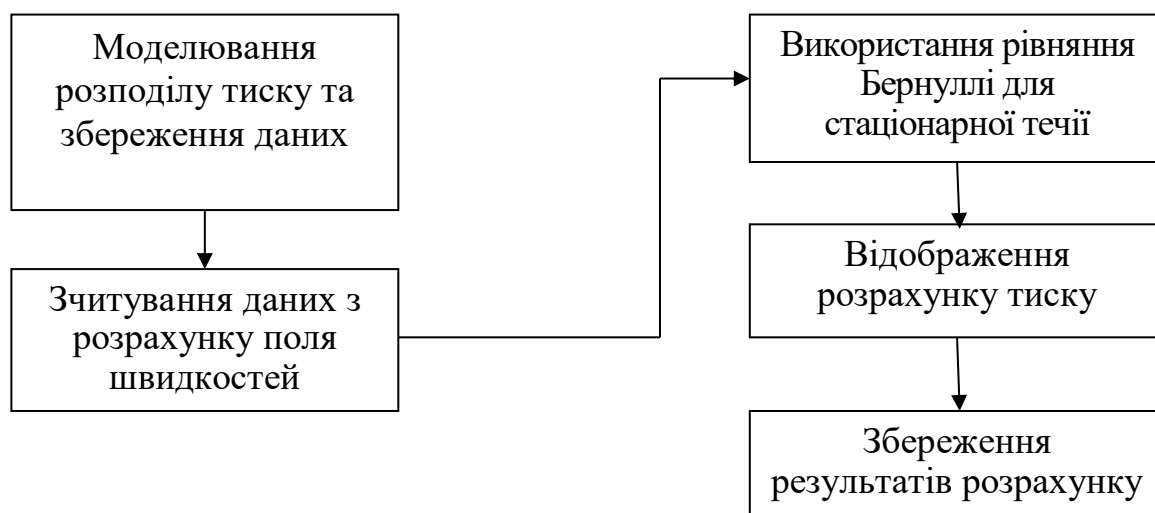 Моделювання
розподілу тиску та
збереження даних
Зчитування даних з
розрахунку поля
швидкостей
Використання рівняння
Бернуллі для
стаціонарної течії
Відображення
розрахунку тиску
Збереження
результатів розрахунку